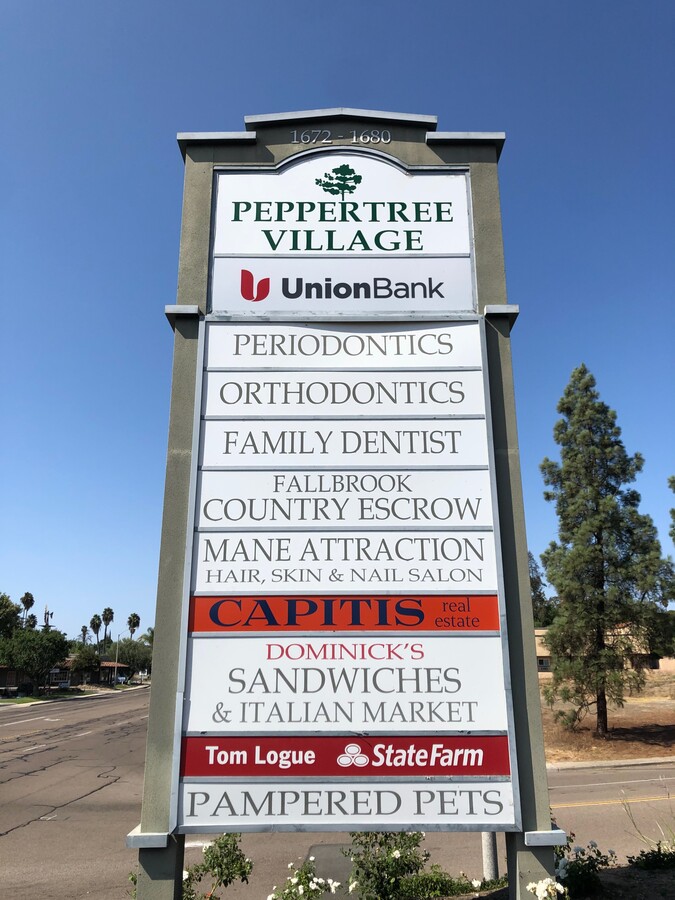 1672 - 1680
PEPPERTREE
VILLAGE
UnionBank
PERIODONTICS
ORTHODONTICS
FAMILY DENTIST
FALLBROOK
COUNTRY ESCROW
MANE ATTRACTION
HAIR, SKIN & NAIL SALON
CAPITIS real estate
DOMINICK'S
SANDWICHES
& ITALIAN MARKET
Tom Logue StateFarm
PAMPERED PETS